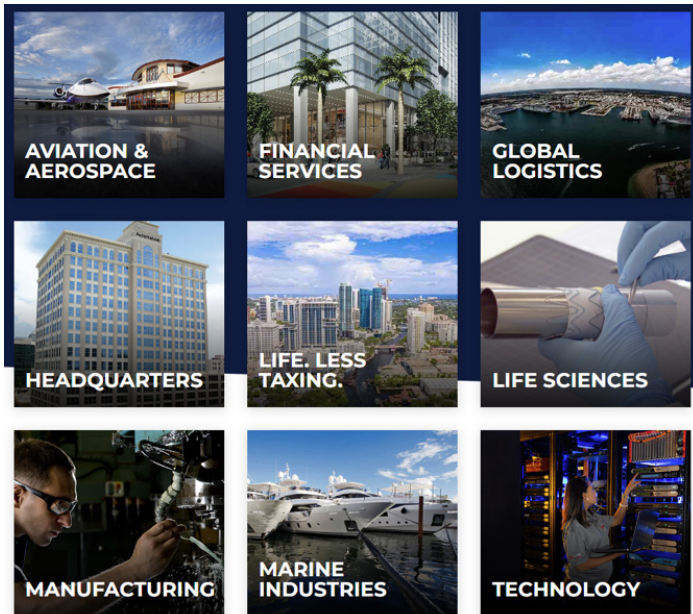 AVIATION &
AEROSPACE
FINANCIAL
SERVICES
GLOBAL
LOGISTICS
HEADQUARTERS
LIFE. LESS
TAXING.
LIFE SCIENCES
MANUFACTURING
MARINE
INDUSTRIES
TECHNOLOGY